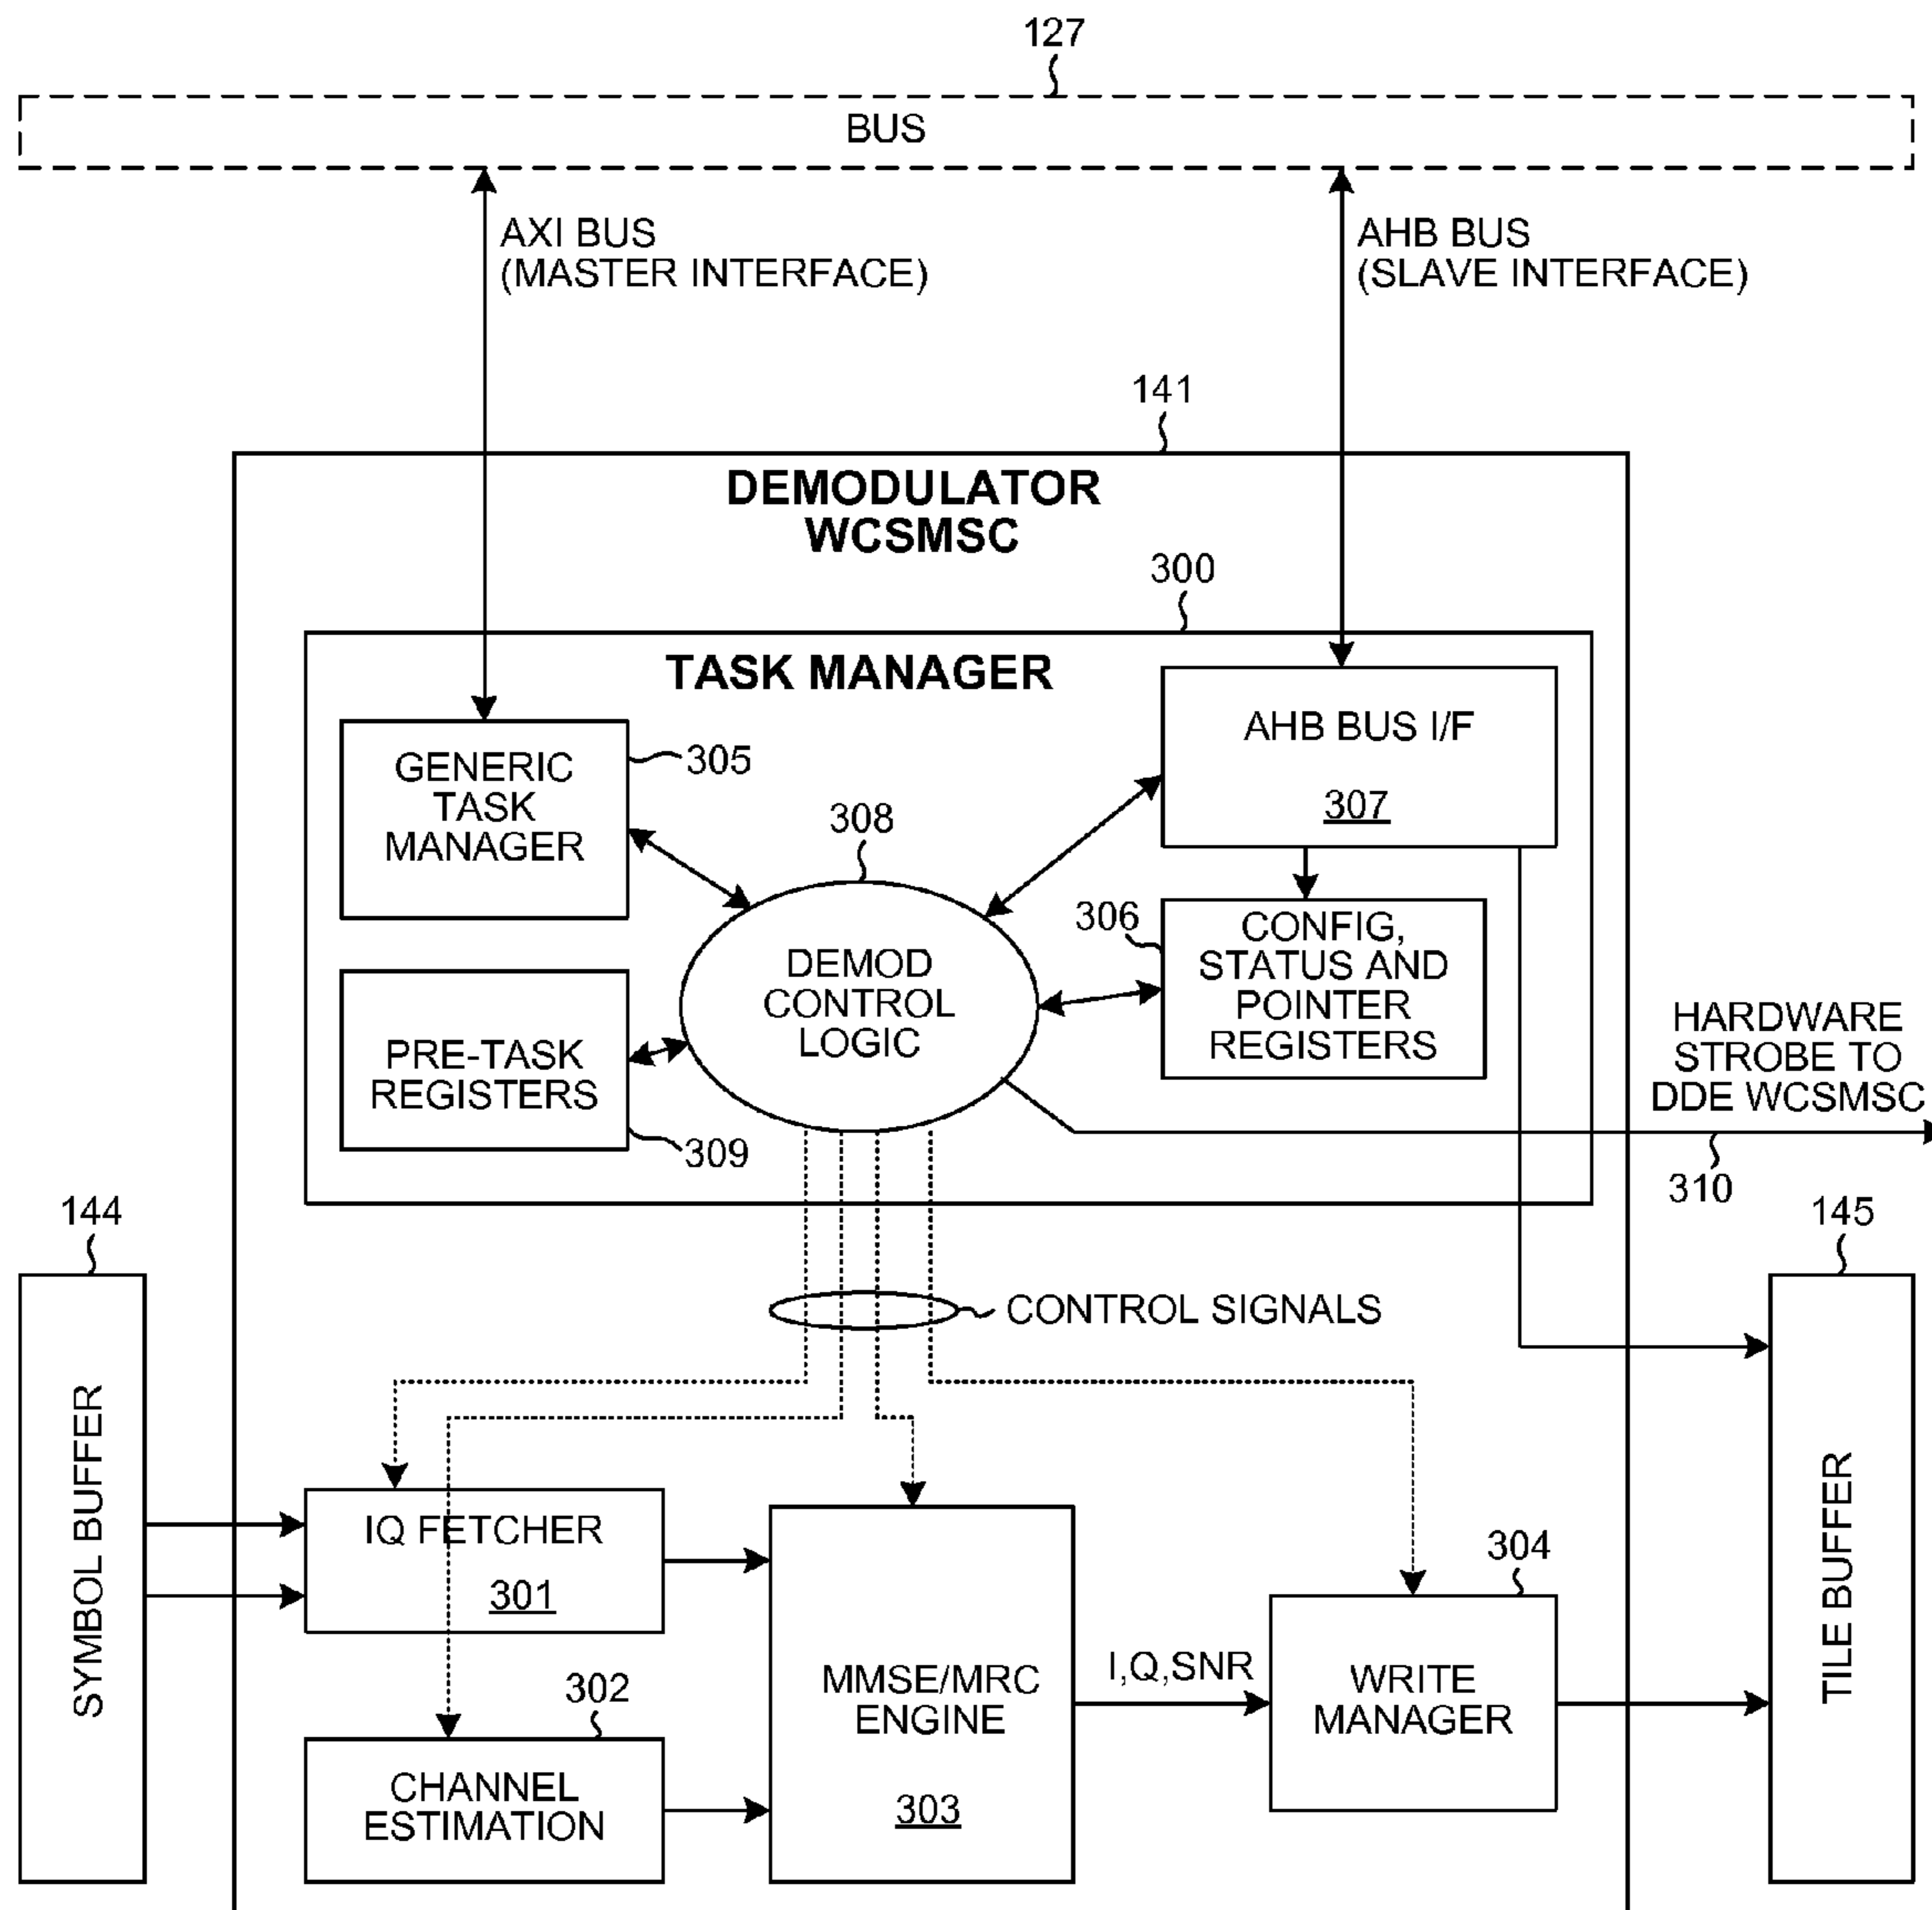 127
BUS
AXI BUS
(MASTER INTERFACE)
AHB BUS
(SLAVE INTERFACE)
141
DEMODULATOR
WCSMSC
300
TASK MANAGER
GENERIC
TASK
MANAGER
305
AHB BUS I/F
307
308
DEMOD
CONTROL
LOGIC
306
CONFIG,
STATUS AND
POINTER
REGISTERS
PRE-TASK
REGISTERS
309
HARDWARE
STROBE TO
DDE WCSMSC
310
144
SYMBOL BUFFER
CONTROL SIGNALS
145
TILE BUFFER
IQ FETCHER
301
302
CHANNEL
ESTIMATION
MMSE/MRC
ENGINE
303
I,Q,SNR
304
WRITE
MANAGER